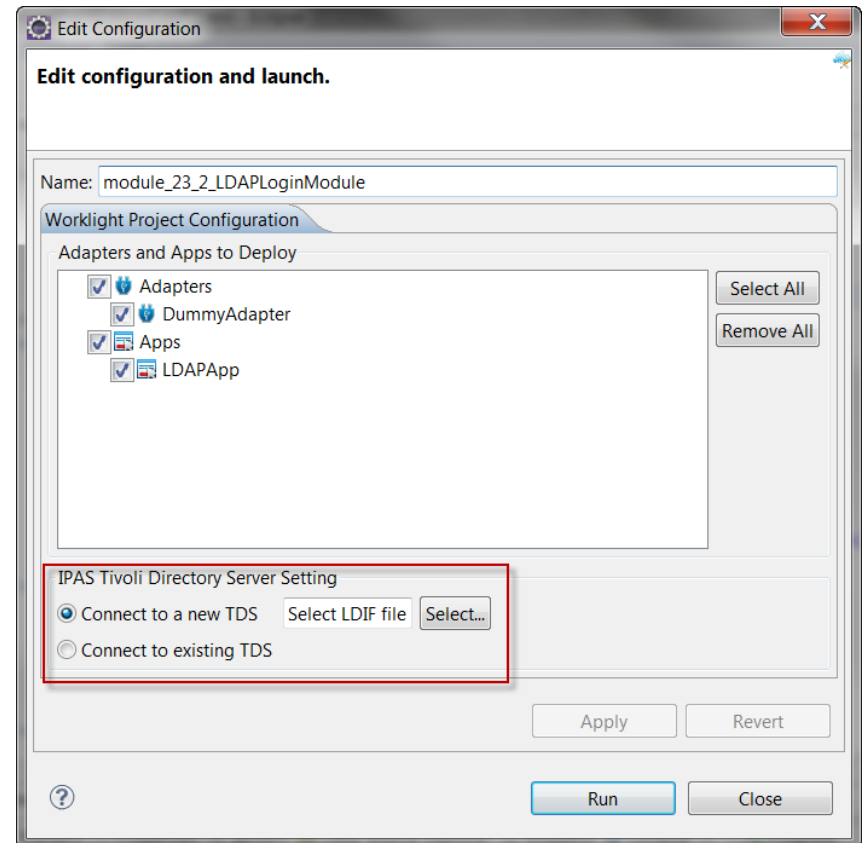 Edit Configuration
X
Edit configuration and launch.
Name: module_23_2_LDAPLoginModule
Worklight Project Configuration
Adapters and Apps to Deploy
Adapters
Select All
DummyAdapter
Remove All
Apps
LDAPApp
IPAS Tivoli Directory Server Setting
Connect to a new TDS Select LDIF file Select...
Connect to existing TDS
Apply Revert
? Run Close